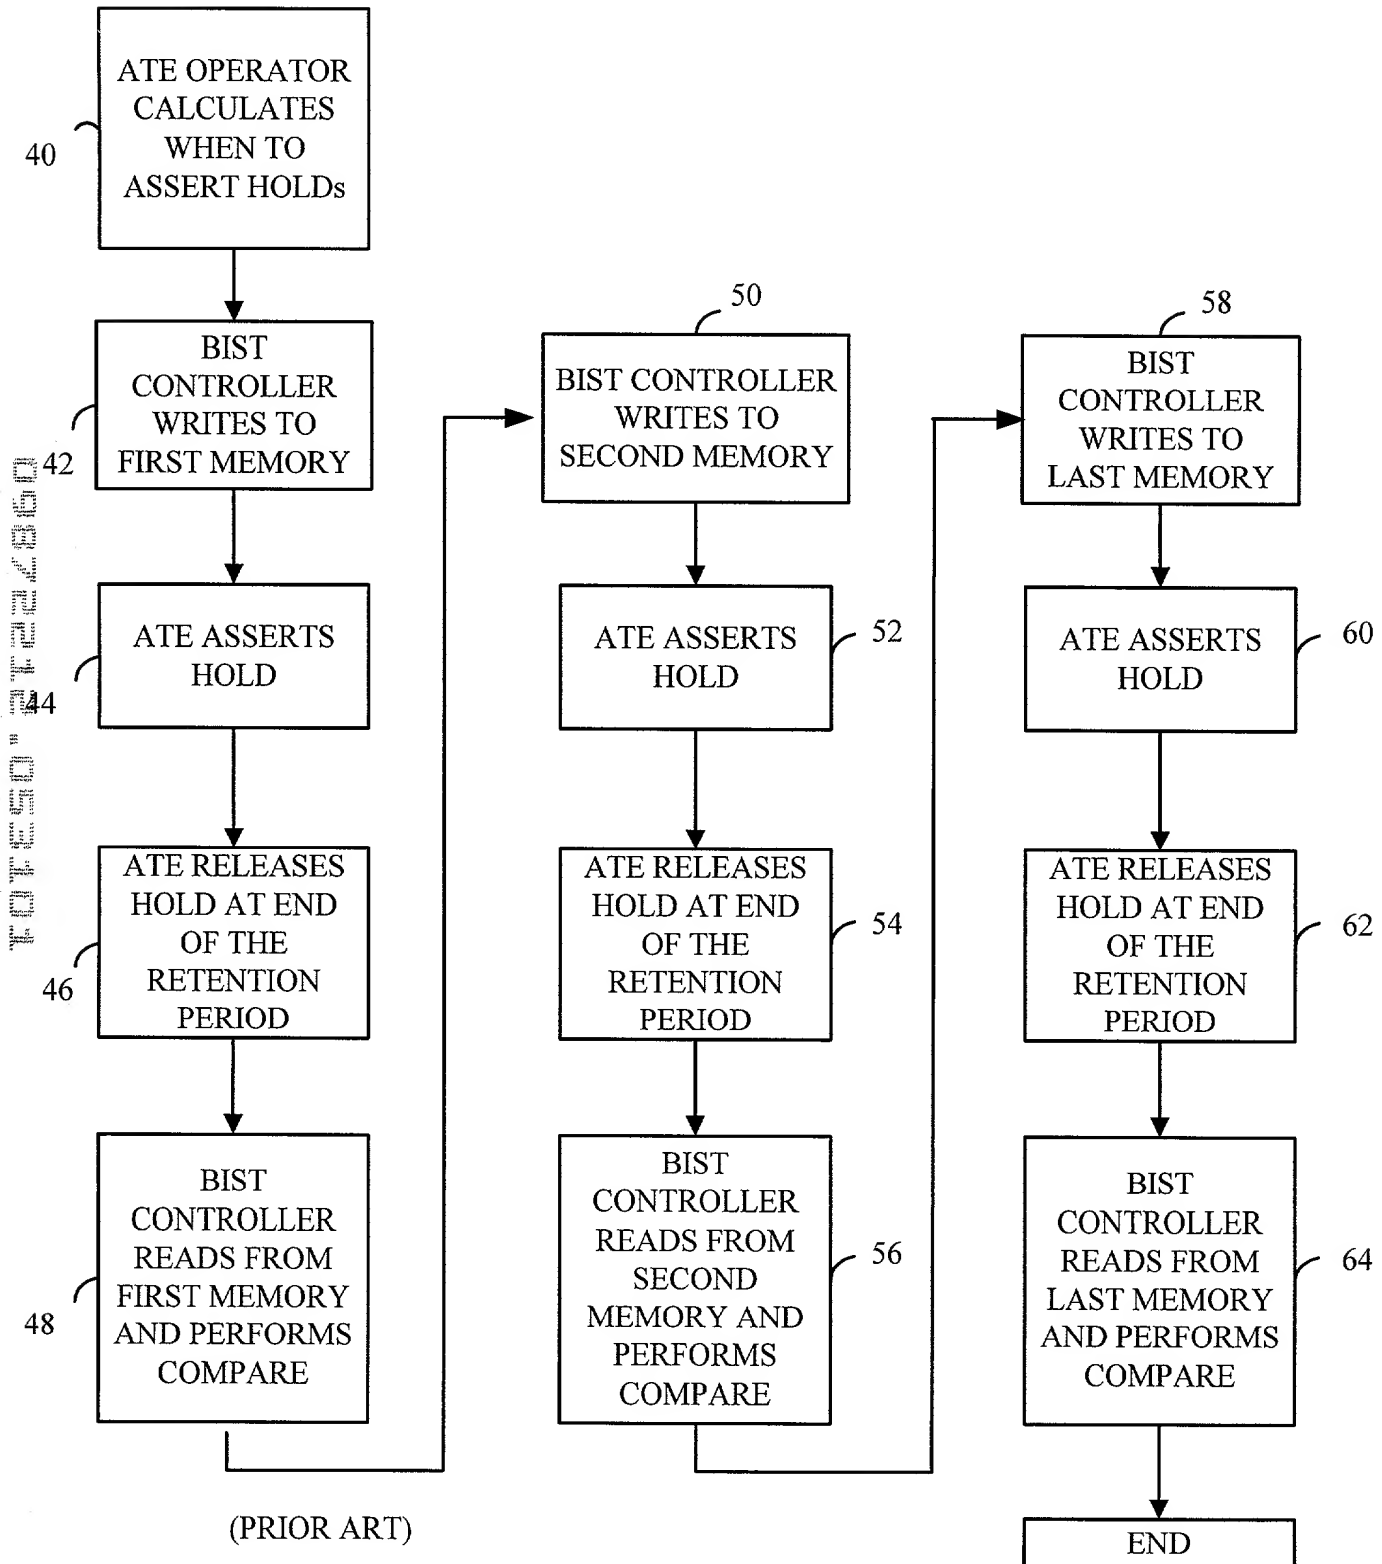 ATE OPERATOR
CALCULATES
WHEN TO
ASSERT HOLDs
40
BIST
CONTROLLER
WRITES TO
FIRST MEMORY
42
ATE ASSERTS
HOLD
44
ATE RELEASES
HOLD AT END
OF THE
RETENTION
PERIOD
46
BIST
CONTROLLER
READS FROM
FIRST MEMORY
AND PERFORMS
COMPARE
48
50
BIST CONTROLLER
WRITES TO
SECOND MEMORY
ATE ASSERTS
HOLD
52
ATE RELEASES
HOLD AT END
OF THE
RETENTION
PERIOD
54
BIST
CONTROLLER
READS FROM
SECOND
MEMORY AND
PERFORMS
COMPARE
56
58
BIST
CONTROLLER
WRITES TO
LAST MEMORY
ATE ASSERTS
HOLD
60
ATE RELEASES
HOLD AT END
OF THE
RETENTION
PERIOD
62
BIST
CONTROLLER
READS FROM
LAST MEMORY
AND PERFORMS
COMPARE
64
END
(PRIOR ART)
09872212.053101